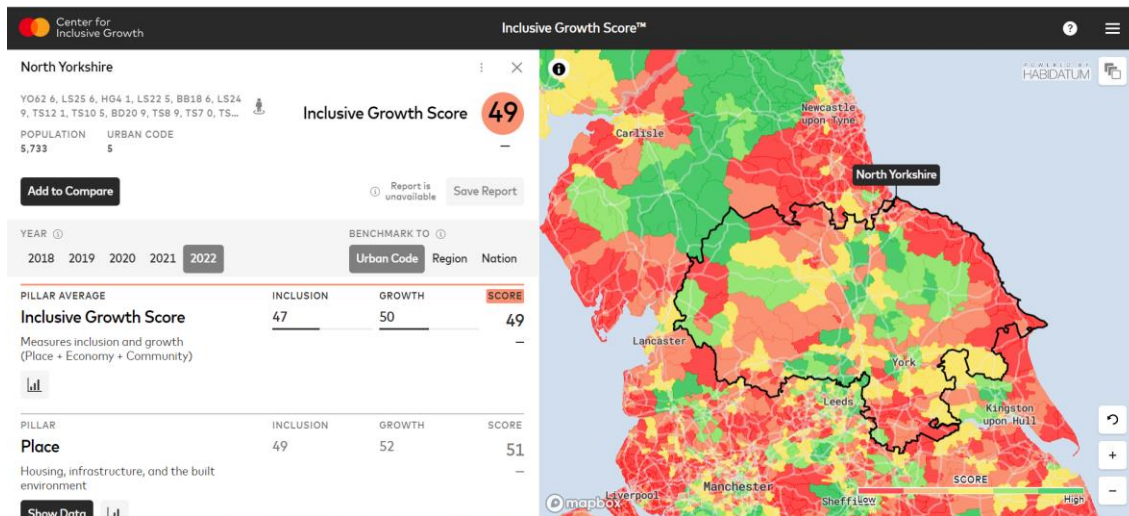 Center for
Inclusive Growth
Inclusive Growth Score™
?
North Yorkshire
YO62 6, LS25 6, HG4 1, LS22 5, BB18 6, LS24
9, TS12 1, TS10 5, BD20 9, TS8 9, TS7 0, TS...
Inclusive Growth Score
49
–
POPULATION URBAN CODE
5,733 5
Add to Compare
Report is
unavailable
Save Report
YEAR
BENCHMARK TO
2018 2019 2020 2021 2022
Urban Code Region Nation
PILLAR AVERAGE INCLUSION GROWTH SCORE
Inclusive Growth Score 47 50 49
Measures inclusion and growth –
(Place + Economy + Community)
PILLAR INCLUSION GROWTH SCORE
Place 49 52 51
Housing, infrastructure, and the built –
environment
Show Data
POWERED BY
HABIDATUM
Newcastle
upon Tyne
Carlisle
North Yorkshire
Lancaster
York
Leeds
Kingston
upon Hull
Manchester
Liverpool
SCORE
Low High
mapbox
+
−